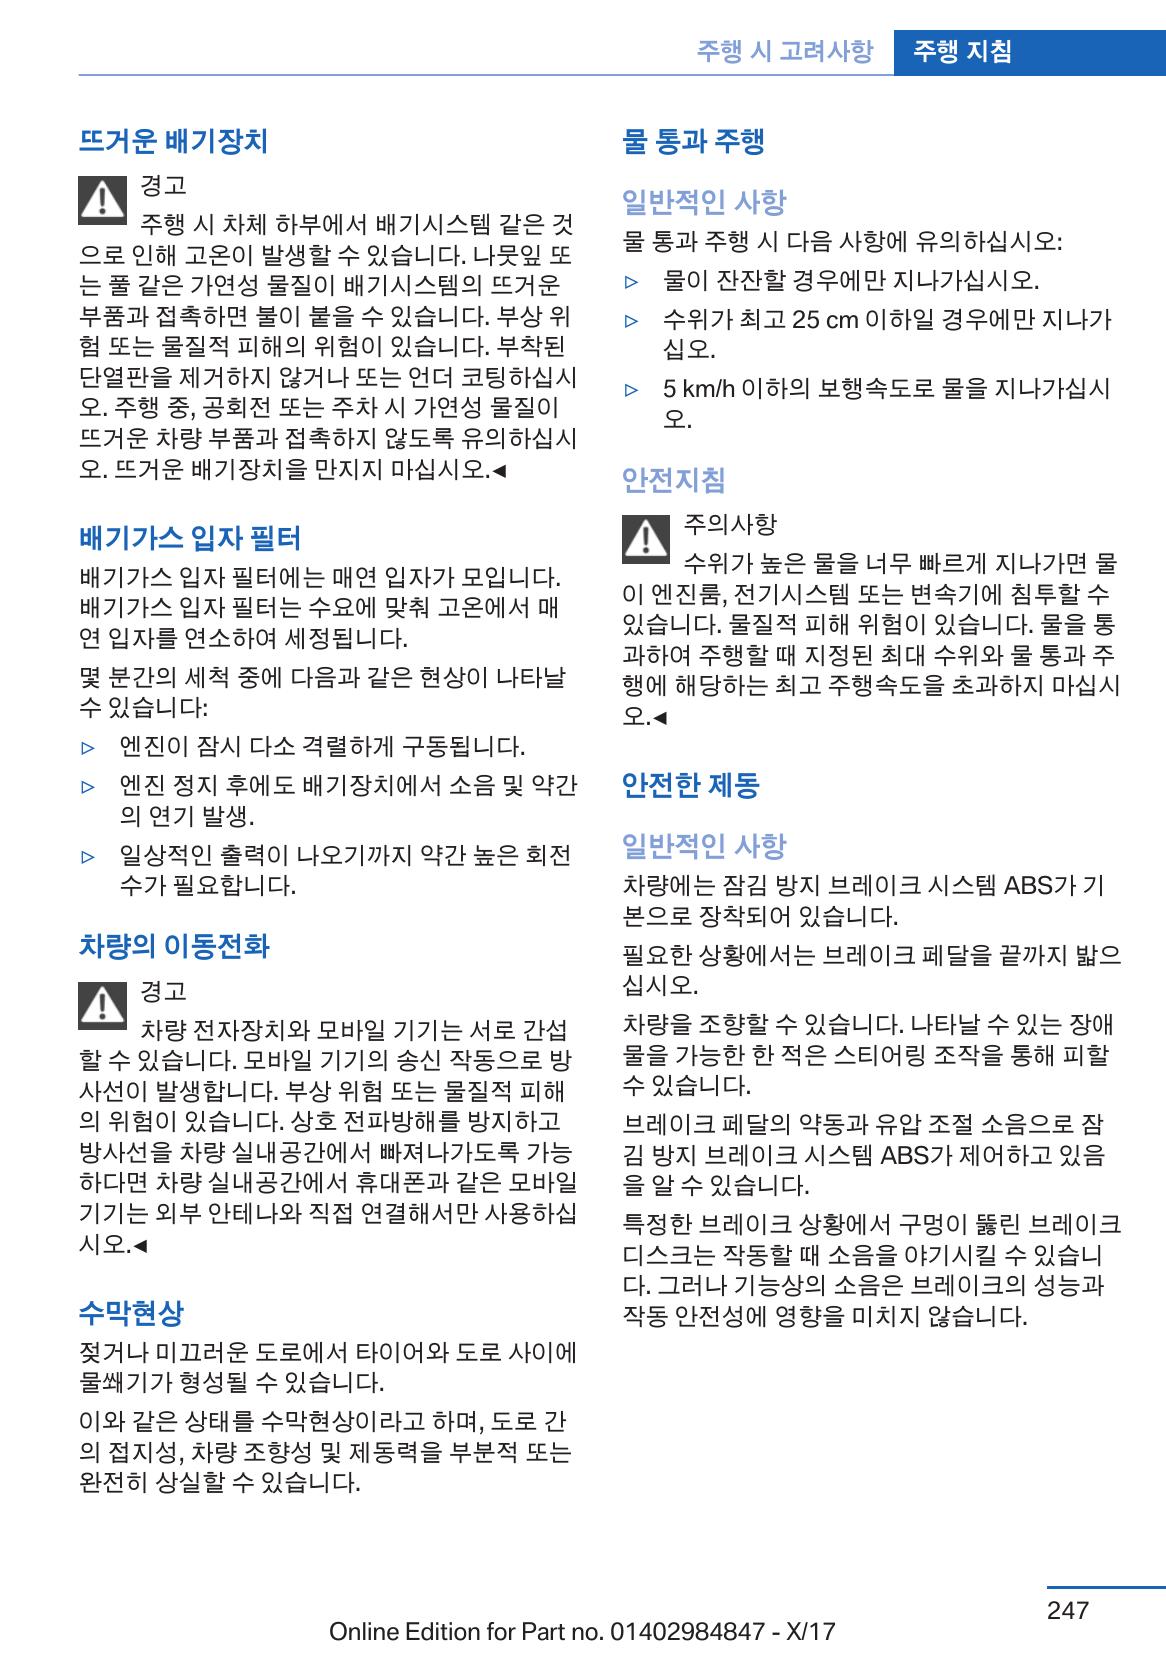 주행 시 고려사항 주행 지침
뜨거운 배기장치
경고
주행 시 차체 하부에서 배기시스템 같은 것
으로 인해 고온이 발생할 수 있습니다. 나뭇잎 또
는 풀 같은 가연성 물질이 배기시스템의 뜨거운
부품과 접촉하면 불이 붙을 수 있습니다. 부상 위
험 또는 물질적 피해의 위험이 있습니다. 부착된
단열판을 제거하지 않거나 또는 언더 코팅하십시
오. 주행 중, 공회전 또는 주차 시 가연성 물질이
뜨거운 차량 부품과 접촉하지 않도록 유의하십시
오. 뜨거운 배기장치을 만지지 마십시오.◄
배기가스 입자 필터
배기가스 입자 필터에는 매연 입자가 모입니다.
배기가스 입자 필터는 수요에 맞춰 고온에서 매
연 입자를 연소하여 세정됩니다.
몇 분간의 세척 중에 다음과 같은 현상이 나타날
수 있습니다:
▷ 엔진이 잠시 다소 격렬하게 구동됩니다.
▷ 엔진 정지 후에도 배기장치에서 소음 및 약간
의 연기 발생.
▷ 일상적인 출력이 나오기까지 약간 높은 회전
수가 필요합니다.
차량의 이동전화
경고
차량 전자장치와 모바일 기기는 서로 간섭
할 수 있습니다. 모바일 기기의 송신 작동으로 방
사선이 발생합니다. 부상 위험 또는 물질적 피해
의 위험이 있습니다. 상호 전파방해를 방지하고
방사선을 차량 실내공간에서 빠져나가도록 가능
하다면 차량 실내공간에서 휴대폰과 같은 모바일
기기는 외부 안테나와 직접 연결해서만 사용하십
시오.◄
수막현상
젖거나 미끄러운 도로에서 타이어와 도로 사이에
물쐐기가 형성될 수 있습니다.
이와 같은 상태를 수막현상이라고 하며, 도로 간
의 접지성, 차량 조향성 및 제동력을 부분적 또는
완전히 상실할 수 있습니다.
물 통과 주행
일반적인 사항
물 통과 주행 시 다음 사항에 유의하십시오:
▷ 물이 잔잔할 경우에만 지나가십시오.
▷ 수위가 최고 25 cm 이하일 경우에만 지나가
십오.
▷ 5 km/h 이하의 보행속도로 물을 지나가십시
오.
안전지침
주의사항
수위가 높은 물을 너무 빠르게 지나가면 물
이 엔진룸, 전기시스템 또는 변속기에 침투할 수
있습니다. 물질적 피해 위험이 있습니다. 물을 통
과하여 주행할 때 지정된 최대 수위와 물 통과 주
행에 해당하는 최고 주행속도을 초과하지 마십시
오.◄
안전한 제동
일반적인 사항
차량에는 잠김 방지 브레이크 시스템 ABS가 기
본으로 장착되어 있습니다.
필요한 상황에서는 브레이크 페달을 끝까지 밟으
십시오.
차량을 조향할 수 있습니다. 나타날 수 있는 장애
물을 가능한 한 적은 스티어링 조작을 통해 피할
수 있습니다.
브레이크 페달의 약동과 유압 조절 소음으로 잠
김 방지 브레이크 시스템 ABS가 제어하고 있음
을 알 수 있습니다.
특정한 브레이크 상황에서 구멍이 뚫린 브레이크
디스크는 작동할 때 소음을 야기시킬 수 있습니
다. 그러나 기능상의 소음은 브레이크의 성능과
작동 안전성에 영향을 미치지 않습니다.
247
Online Edition for Part no. 01402984847 - X/17